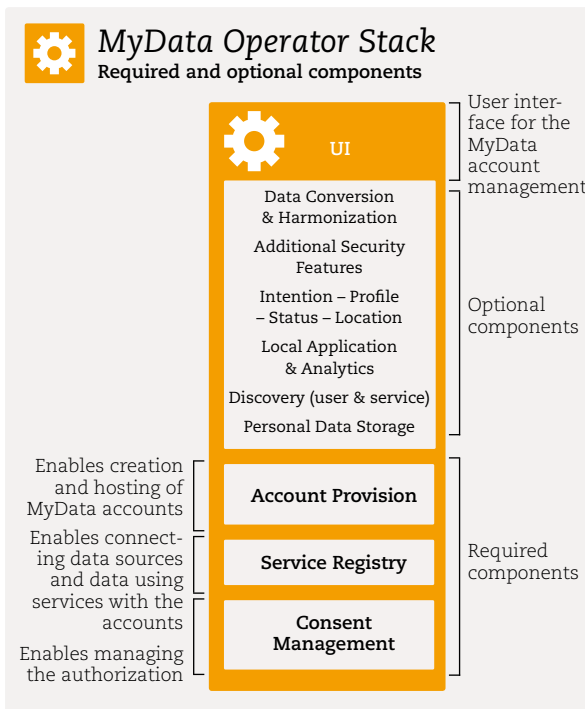 MyData Operator Stack
Required and optional components
UI
User inter-
face for the
MyData
account
management
Data Conversion
& Harmonization
Additional Security
Features
Intention – Profile
– Status – Location
Local Application
& Analytics
Discovery (user & service)
Personal Data Storage
Optional
components
Enables creation
and hosting of
MyData accounts
Account Provision
Enables connect-
ing data sources
and data using
services with the
accounts
Service Registry
Required
components
Consent
Management
Enables managing
the authorization